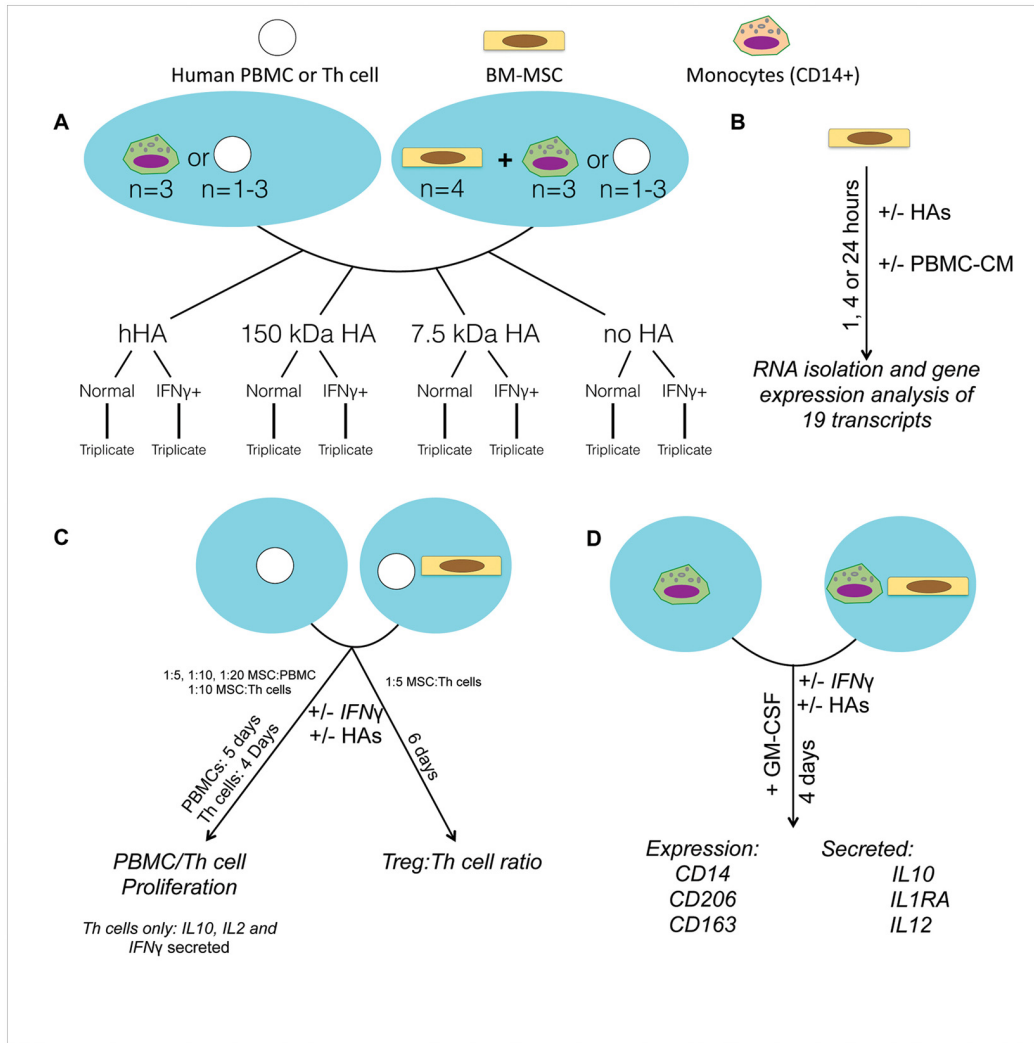 Human PBMC or Th cell
BM-MSC
Monocytes (CD14+)
A
or
n=3 n=1-3
+ or
n=4 n=3 n=1-3
hHA 150 kDa HA 7.5 kDa HA no HA
Normal IFNγ+ Normal IFNγ+ Normal IFNγ+ Normal IFNγ+
Triplicate Triplicate Triplicate Triplicate Triplicate Triplicate Triplicate Triplicate
B
1, 4 or 24 hours
+/- HAs
+/- PBMC-CM
RNA isolation and gene
expression analysis of
19 transcripts
C
1:5, 1:10, 1:20 MSC:PBMC
1:10 MSC:Th cells
1:5 MSC:Th cells
+/- IFNγ
+/- HAs
PBMCs: 5 days
Th cells: 4 Days
6 days
PBMC/Th cell
Proliferation
Treg:Th cell ratio
Th cells only: IL10, IL2 and
IFNγ secreted
D
+/- IFNγ
+/- HAs
+ GM-CSF
4 days
Expression:
CD14
CD206
CD163
Secreted:
IL10
IL1RA
IL12